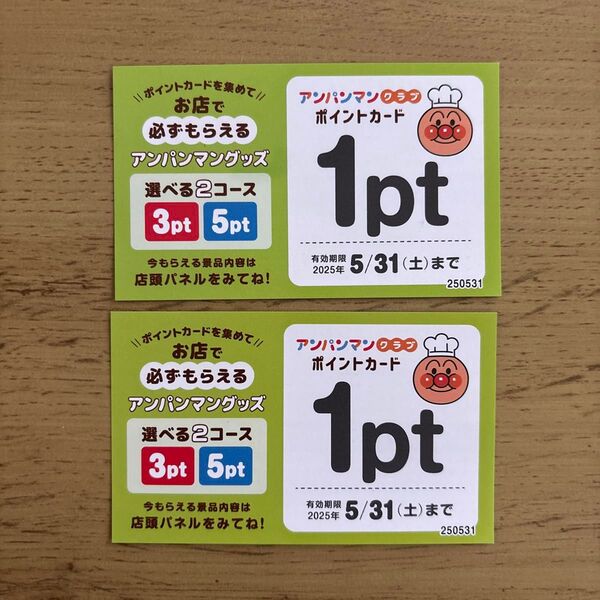 ポイントカードを集めて
お店で
必ずもらえる
アンパンマングッズ
選べる2コース
3pt 5pt
今もらえる景品内容は
店頭パネルをみてね!
アンパンマンクラブ
ポイントカード
1pt
有効期限
2025年 5/31(土)まで
250531
ポイントカードを集めて
お店で
必ずもらえる
アンパンマングッズ
選べる2コース
3pt 5pt
今もらえる景品内容は
店頭パネルをみてね!
アンパンマンクラブ
ポイントカード
1pt
有効期限
2025年 5/31(土)まで
250531